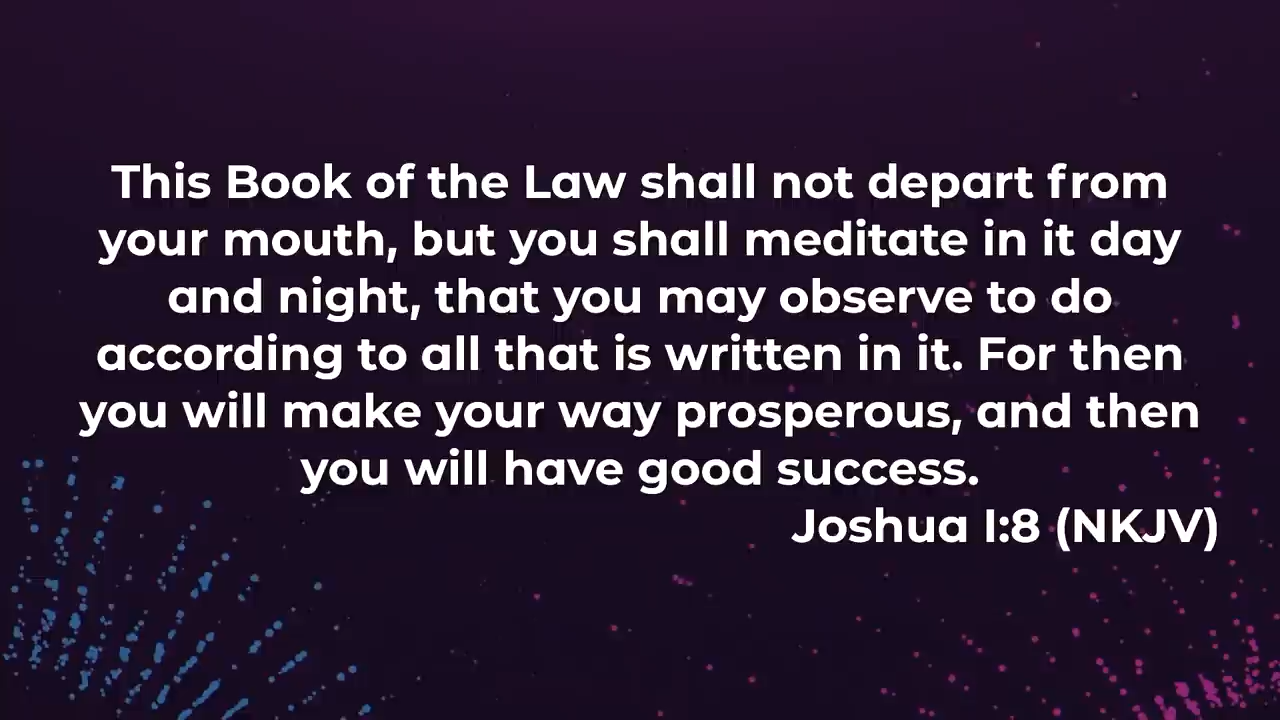 This Book of the Law shall not depart from
your mouth, but you shall meditate in it day
and night, that you may observe to do
according to all that is written in it. For then
you will make your way prosperous, and then
you will have good success.
Joshua I:8 (NKJV)